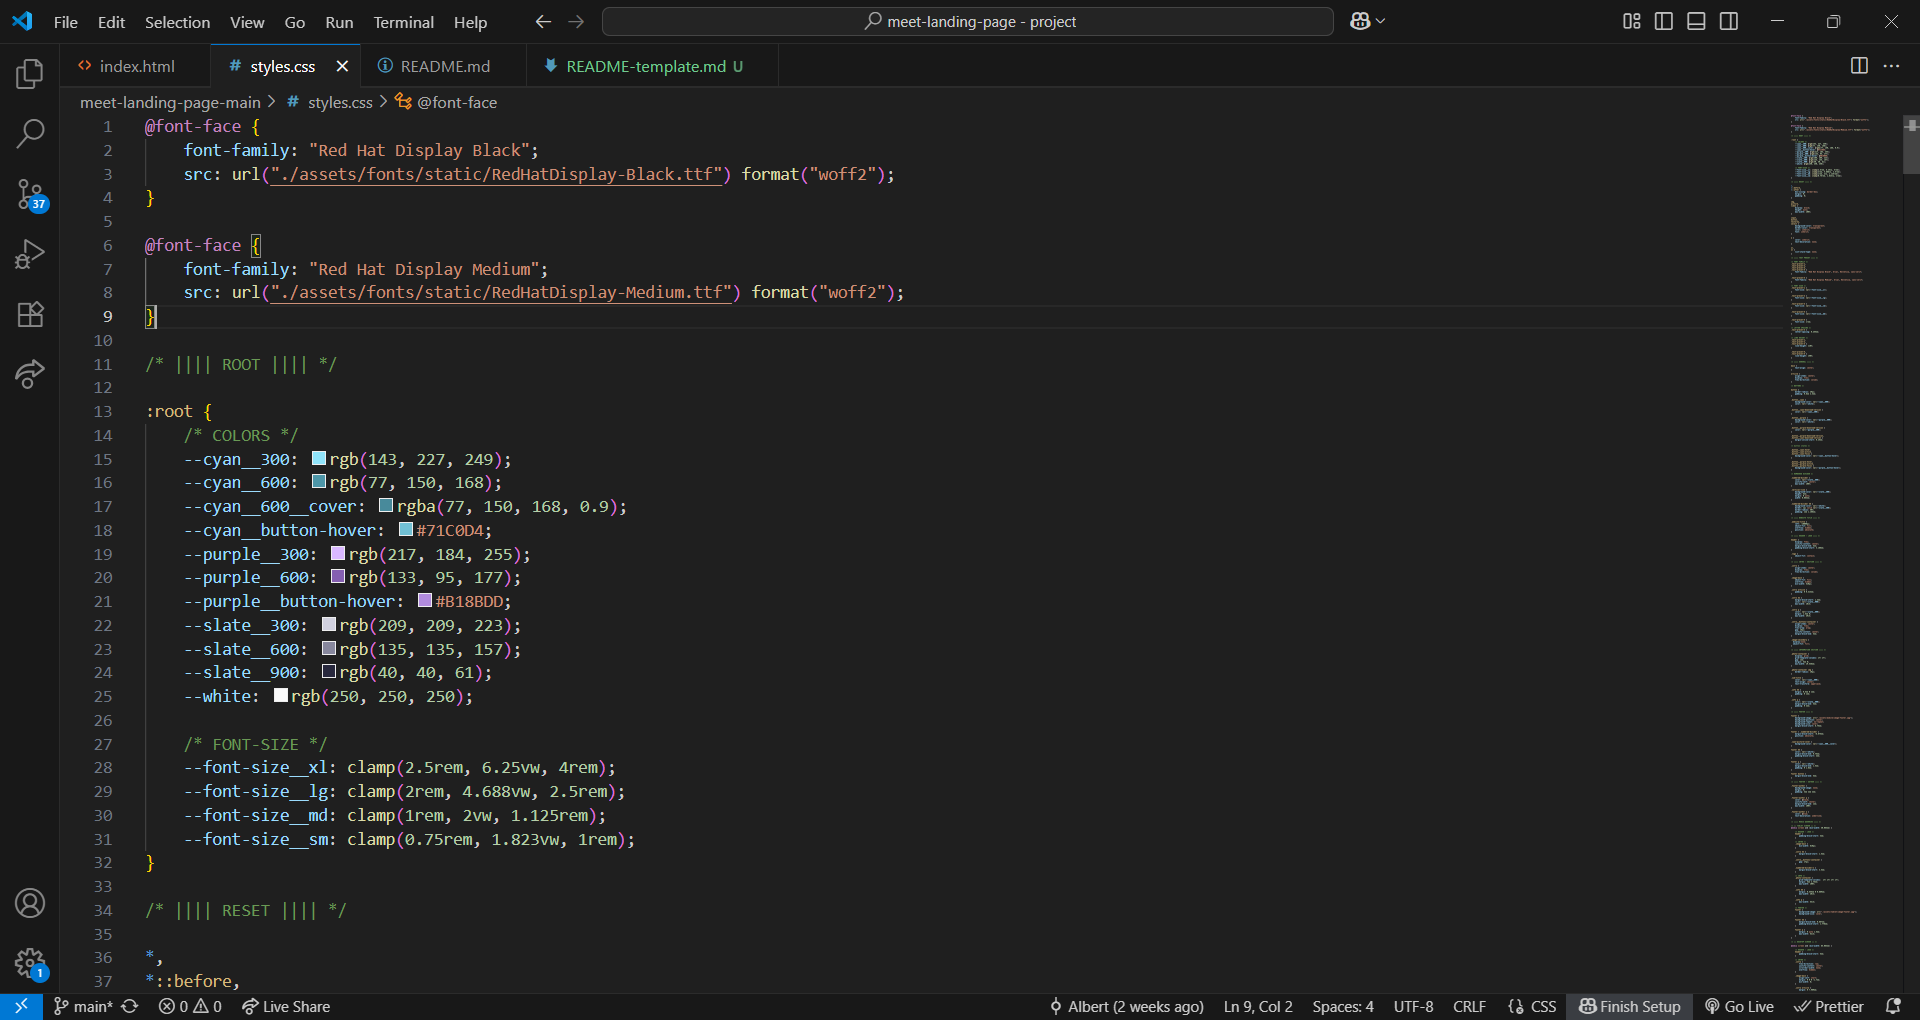 File Edit Selection View Go Run Terminal Help meet-landing-page - project
index.html # styles.css README.md README-template.md U
meet-landing-page-main > # styles.css > @font-face
1 @font-face {
2 font-family: "Red Hat Display Black";
3 src: url("./assets/fonts/static/RedHatDisplay-Black.ttf") format("woff2");
4 }
5
6 @font-face {
7 font-family: "Red Hat Display Medium";
8 src: url("./assets/fonts/static/RedHatDisplay-Medium.ttf") format("woff2");
9 }
10
11 /* |||| ROOT |||| */
12
13 :root {
14 /* COLORS */
15 --cyan__300: rgb(143, 227, 249);
16 --cyan__600: rgb(77, 150, 168);
17 --cyan__600__cover: rgba(77, 150, 168, 0.9);
18 --cyan__button-hover: #71C0D4;
19 --purple__300: rgb(217, 184, 255);
20 --purple__600: rgb(133, 95, 177);
21 --purple__button-hover: #B18BDD;
22 --slate__300: rgb(209, 209, 223);
23 --slate__600: rgb(135, 135, 157);
24 --slate__900: rgb(40, 40, 61);
25 --white: rgb(250, 250, 250);
26
27 /* FONT-SIZE */
28 --font-size__xl: clamp(2.5rem, 6.25vw, 4rem);
29 --font-size__lg: clamp(2rem, 4.688vw, 2.5rem);
30 --font-size__md: clamp(1rem, 2vw, 1.125rem);
31 --font-size__sm: clamp(0.75rem, 1.823vw, 1rem);
32 }
33
34 /* |||| RESET |||| */
35
36 *,
37 *::before,
37
1
main* 0 0 Live Share Albert (2 weeks ago) Ln 9, Col 2 Spaces: 4 UTF-8 CRLF {} CSS Finish Setup Go Live Prettier